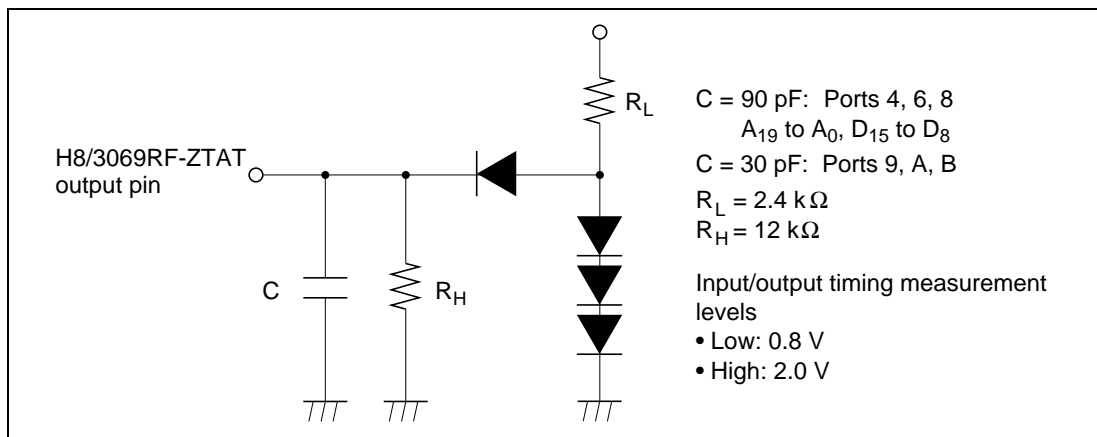 R_L
C = 90 pF: Ports 4, 6, 8
A_19 to A_0, D_15 to D_8
H8/3069RF-ZTAT
output pin
C = 30 pF: Ports 9, A, B
R_L = 2.4 kΩ
R_H = 12 kΩ
C
R_H
Input/output timing measurement
levels
• Low: 0.8 V
• High: 2.0 V